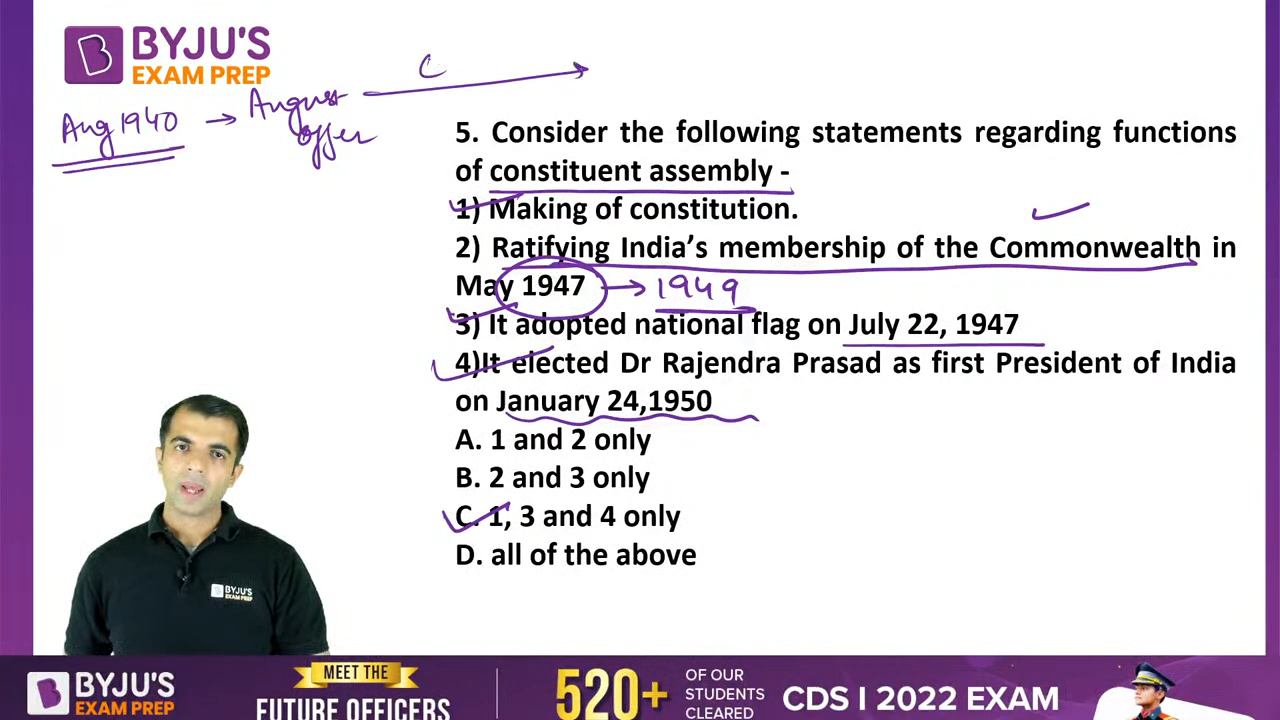 BYJU'S
EXAM PREP
Aug 1940 → August offer
C
5. Consider the following statements regarding functions
of constituent assembly -
1) Making of constitution.
2) Ratifying India's membership of the Commonwealth in
May 1947 → 1949
3) It adopted national flag on July 22, 1947
4)It elected Dr Rajendra Prasad as first President of India
on January 24,1950
A. 1 and 2 only
B. 2 and 3 only
C. 1, 3 and 4 only
D. all of the above
BYJU'S
EXAM PREP
BYJU'S
EXAM PREP
MEET THE
FUTURE OFFICERS
520+
OF OUR
STUDENTS
CLEARED
CDS I 2022 EXAM